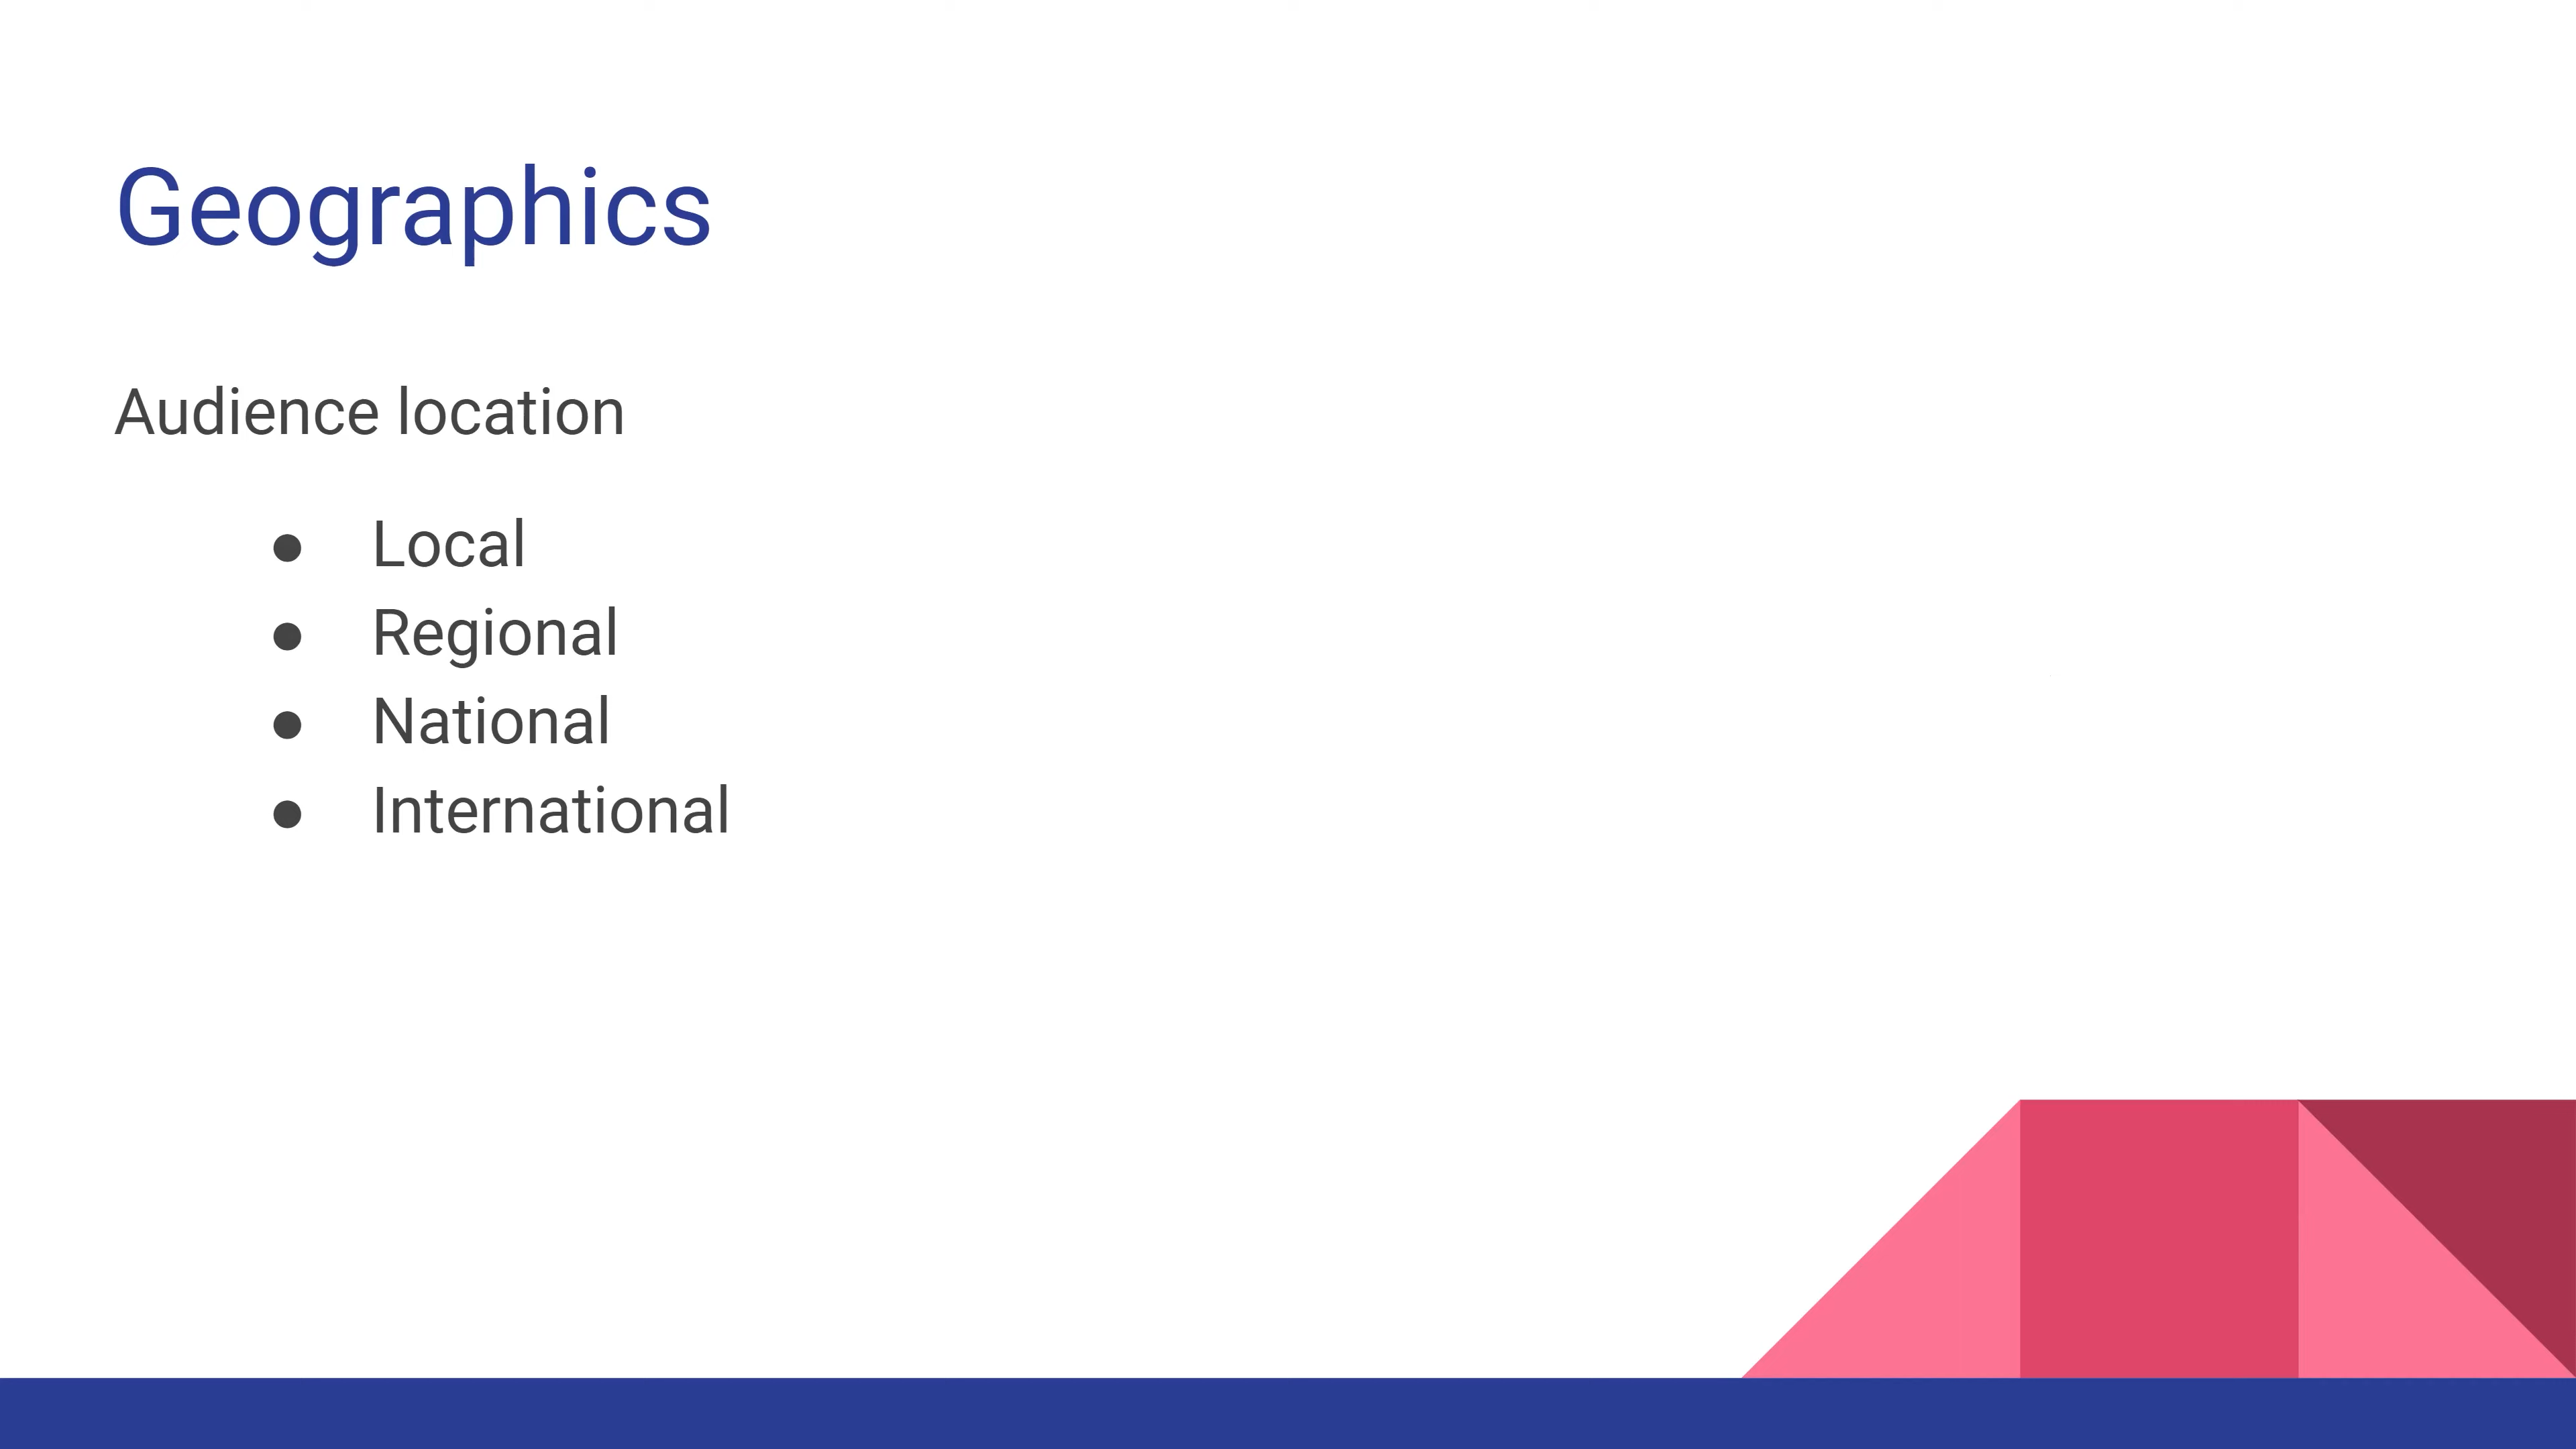 Geographics
Audience location
● Local
● Regional
● National
● International